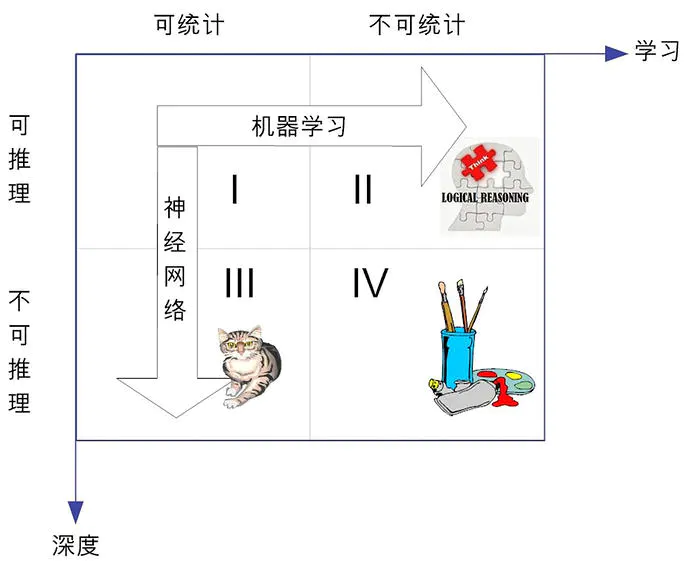 可统计
不可统计
学习
可推理
机器学习
Think
LOGICAL REASONING
I
II
神经网络
不可推理
III
IV
深度